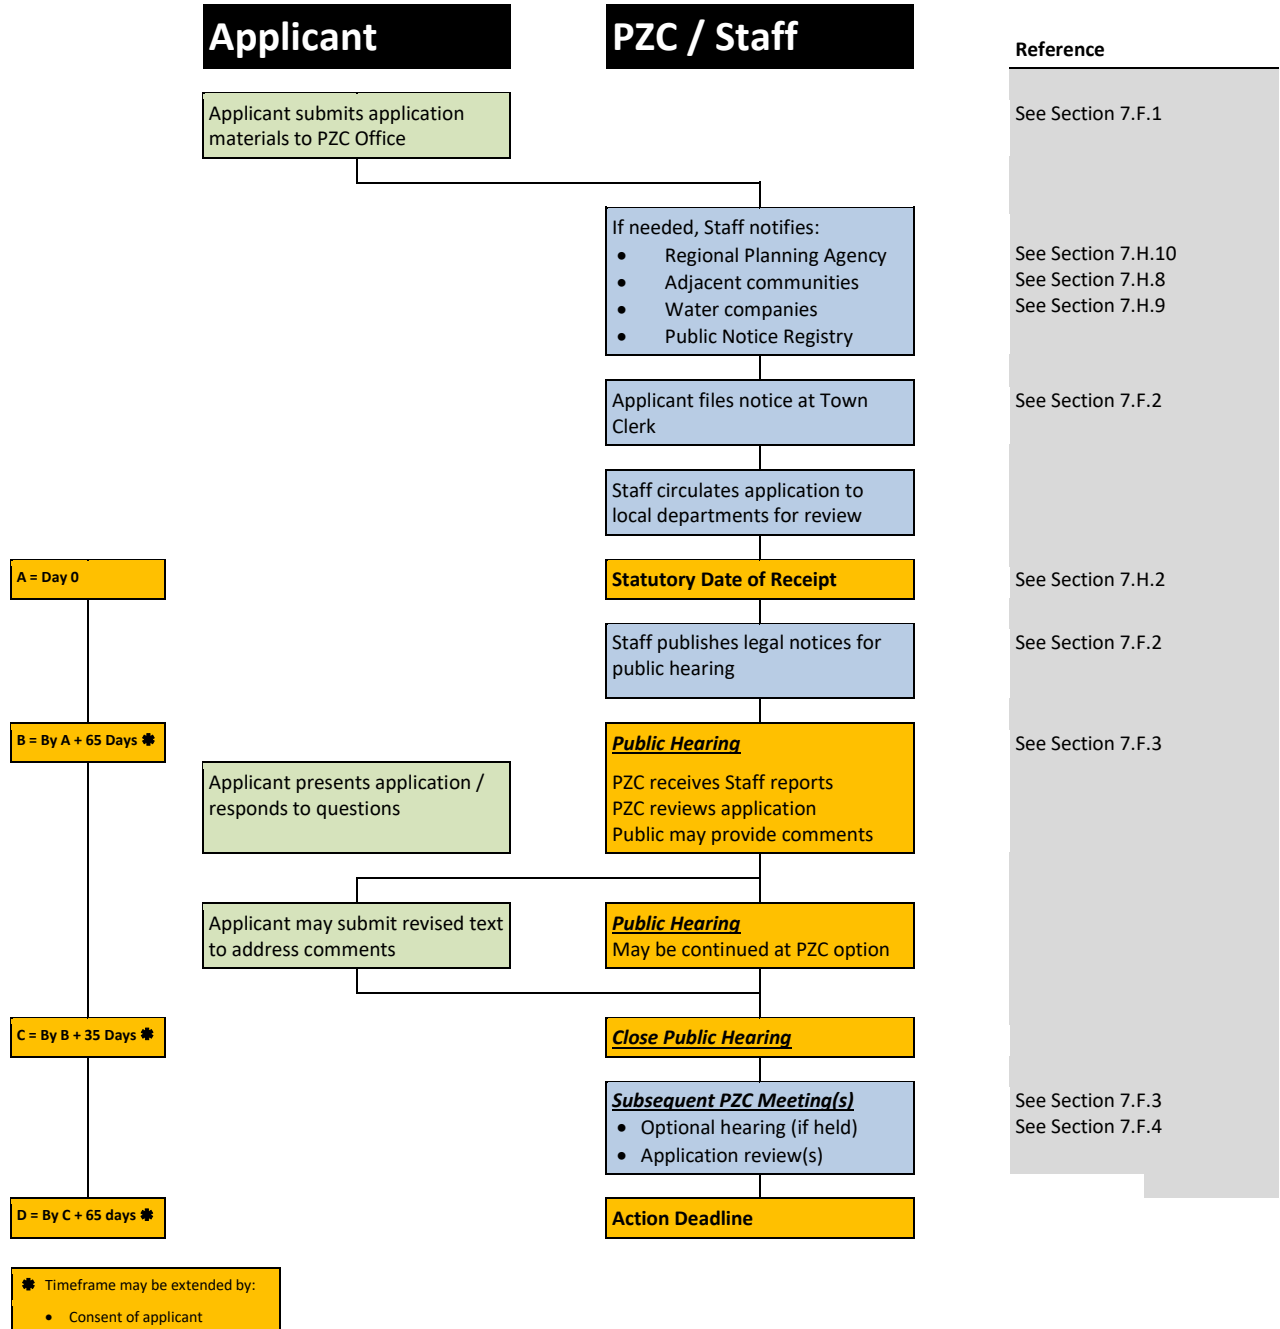 Applicant
PZC / Staff
Reference
Applicant submits application
materials to PZC Office
See Section 7.F.1
If needed, Staff notifies:
• Regional Planning Agency
• Adjacent communities
• Water companies
• Public Notice Registry
See Section 7.H.10
See Section 7.H.8
See Section 7.H.9
Applicant files notice at Town
Clerk
See Section 7.F.2
Staff circulates application to
local departments for review
A = Day 0
Statutory Date of Receipt
See Section 7.H.2
Staff publishes legal notices for
public hearing
See Section 7.F.2
B = By A + 65 Days ✽
Public Hearing
See Section 7.F.3
Applicant presents application /
responds to questions
PZC receives Staff reports
PZC reviews application
Public may provide comments
Applicant may submit revised text
to address comments
Public Hearing
May be continued at PZC option
C = By B + 35 Days ✽
Close Public Hearing
Subsequent PZC Meeting(s)
• Optional hearing (if held)
• Application review(s)
See Section 7.F.3
See Section 7.F.4
D = By C + 65 days ✽
Action Deadline
✽ Timeframe may be extended by:
• Consent of applicant